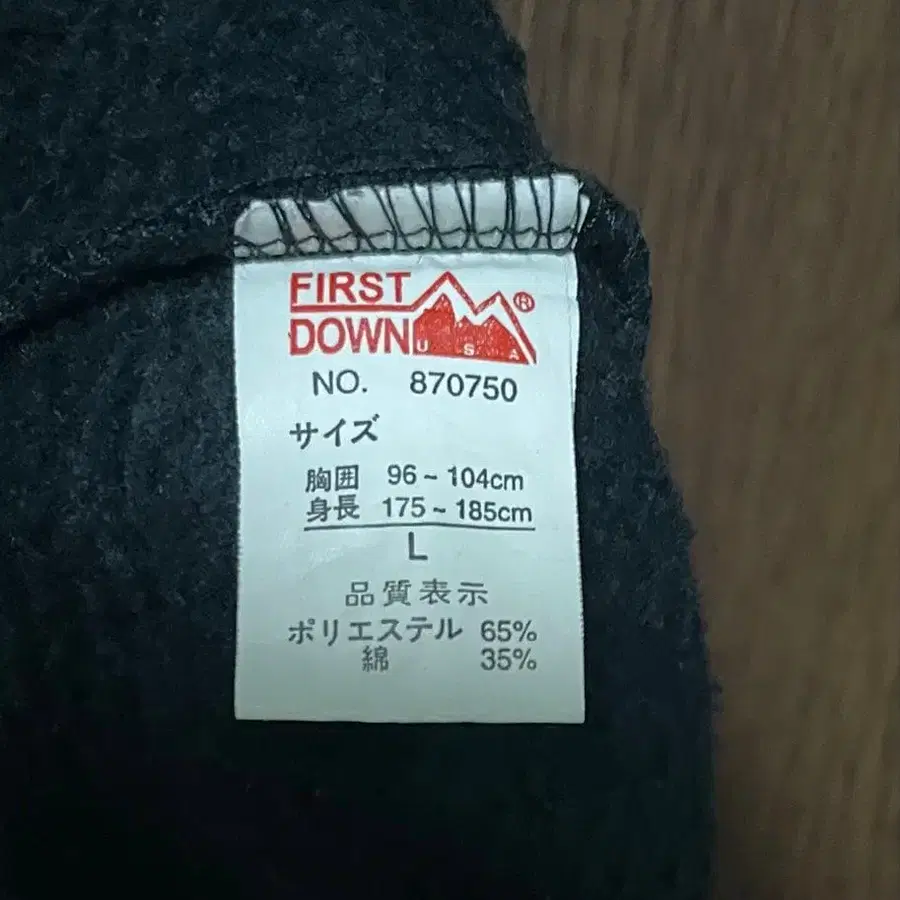 FIRST
DOWN USA ®
NO. 870750
サイズ
胸囲 96~104cm
身長 175~185cm
L
品質表示
ポリエステル 65%
綿 35%